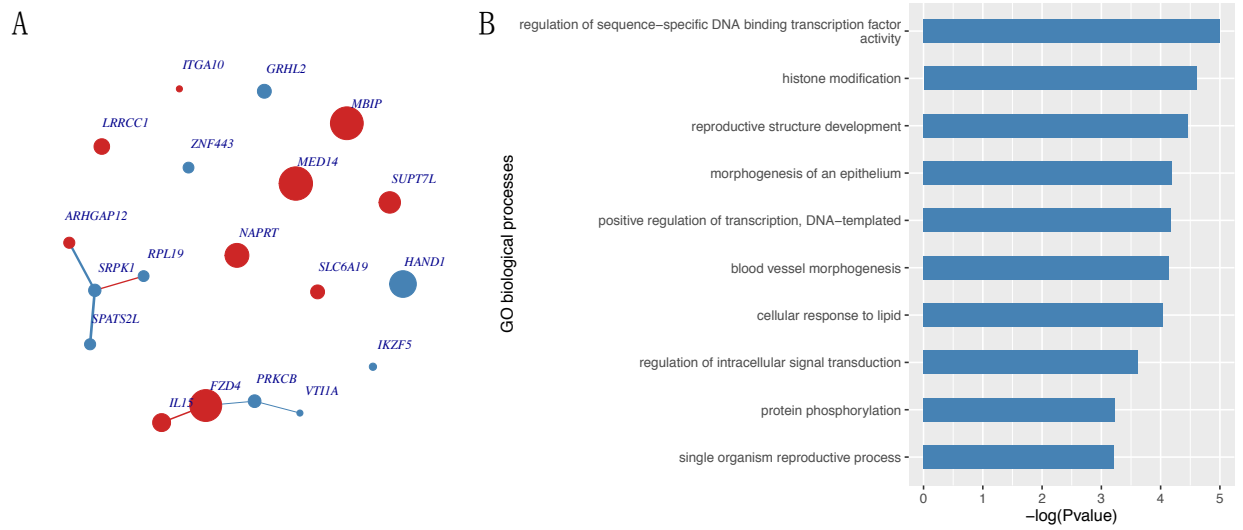 A
ITGA10
GRHL2
MBIP
LRRCC1
ZNF443
MED14
SUPT7L
ARHGAP12
NAPRT
SRPK1
RPL19
SLC6A19
HAND1
SPATS2L
IKZF5
FZD4
PRKCB
IL15
VTI1A
B
GO biological processes
regulation of sequence−specific DNA binding transcription factor
activity
histone modification
reproductive structure development
morphogenesis of an epithelium
positive regulation of transcription, DNA−templated
blood vessel morphogenesis
cellular response to lipid
regulation of intracellular signal transduction
protein phosphorylation
single organism reproductive process
0 1 2 3 4 5
−log(Pvalue)